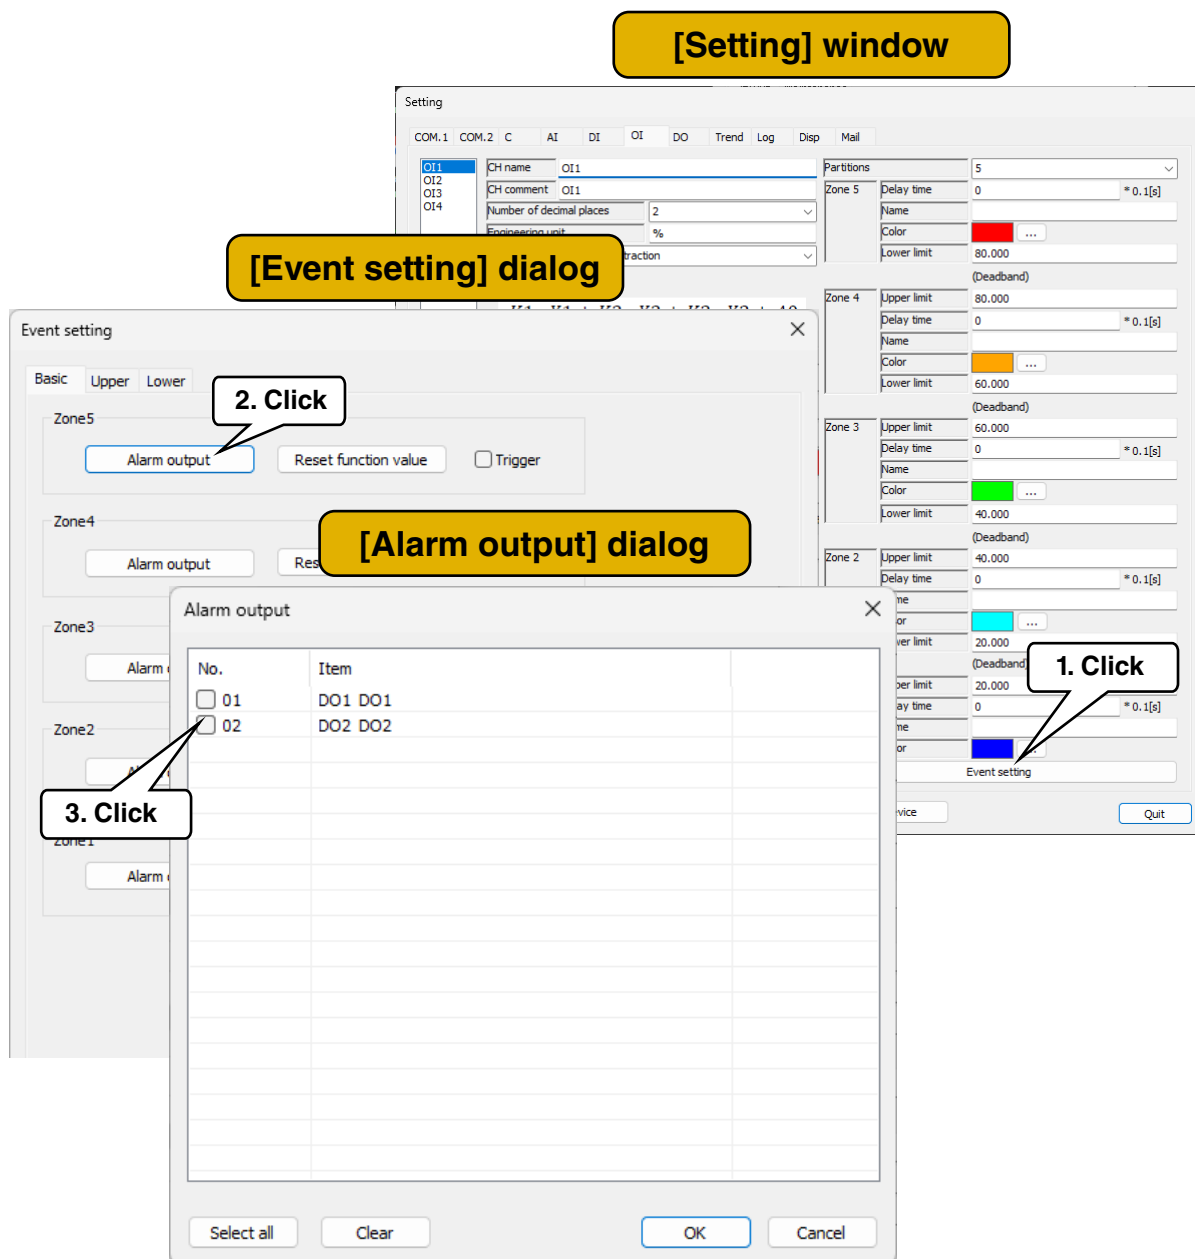 [Setting] window
Setting
COM.1 COM.2 C AI DI OI DO Trend Log Disp Mail
OI1
OI2
OI3
OI4
CH name OI1
CH comment OI1
Number of decimal places 2
Engineering unit %
Partitions 5
Zone 5 Delay time 0 * 0.1[s]
Name
Color ...
Lower limit 80.000
(Deadband)
Zone 4 Upper limit 80.000
Delay time 0 * 0.1[s]
Name
Color ...
Lower limit 60.000
(Deadband)
Zone 3 Upper limit 60.000
Delay time 0 * 0.1[s]
Name
Color ...
Lower limit 40.000
(Deadband)
Zone 2 Upper limit 40.000
Delay time 0 * 0.1[s]
...
20.000
(Deadband)
20.000
0 * 0.1[s]
1. Click
Event setting
Quit
[Event setting] dialog
Event setting
Basic Upper Lower
2. Click
Zone5
Alarm output Reset function value Trigger
Zone4
Alarm output
Zone3
Alarm
Zone2
3. Click
Zone1
Alarm
[Alarm output] dialog
Alarm output
No. Item
01 DO1 DO1
02 DO2 DO2
Select all Clear OK Cancel